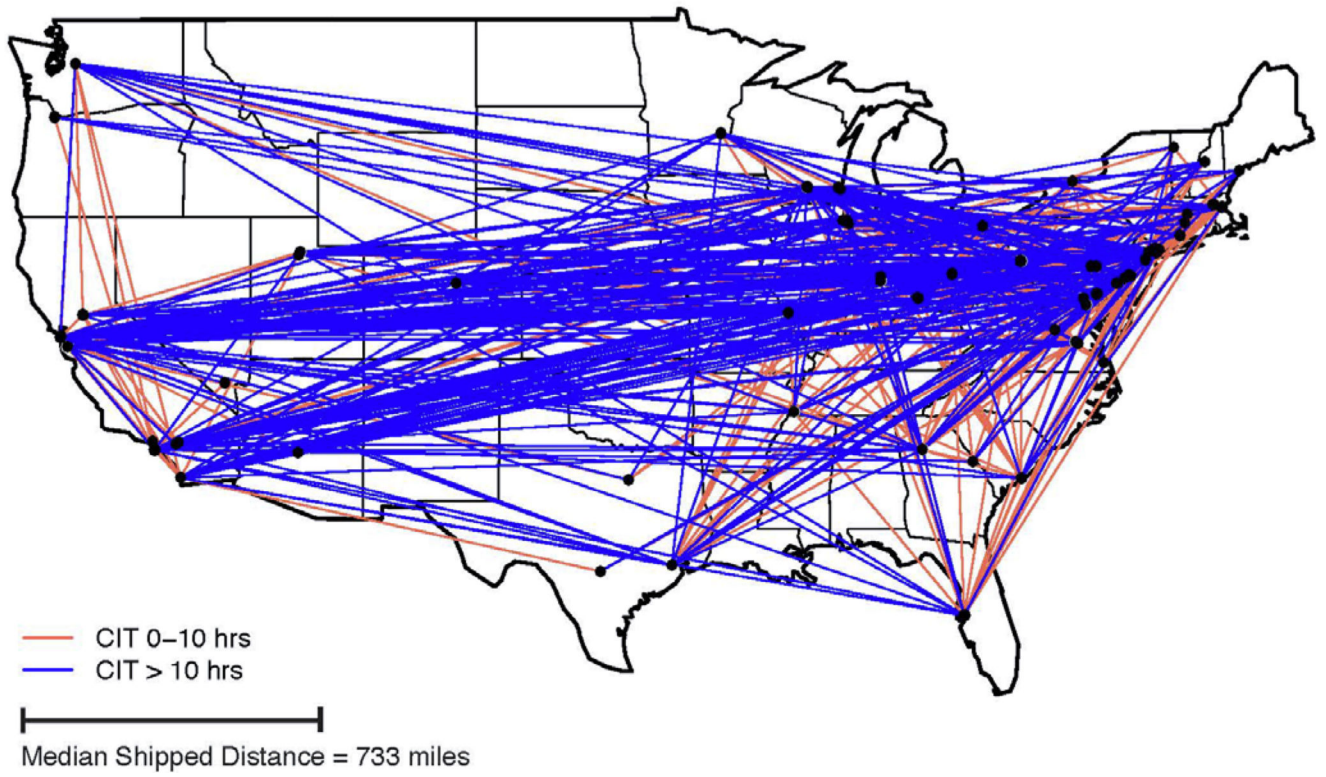 CIT 0–10 hrs
CIT > 10 hrs
Median Shipped Distance = 733 miles